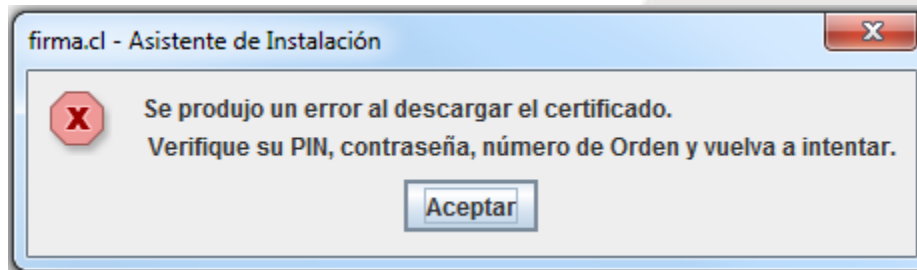 firma.cl - Asistente de Instalación
Se produjo un error al descargar el certificado.
Verifique su PIN, contraseña, número de Orden y vuelva a intentar.
Aceptar